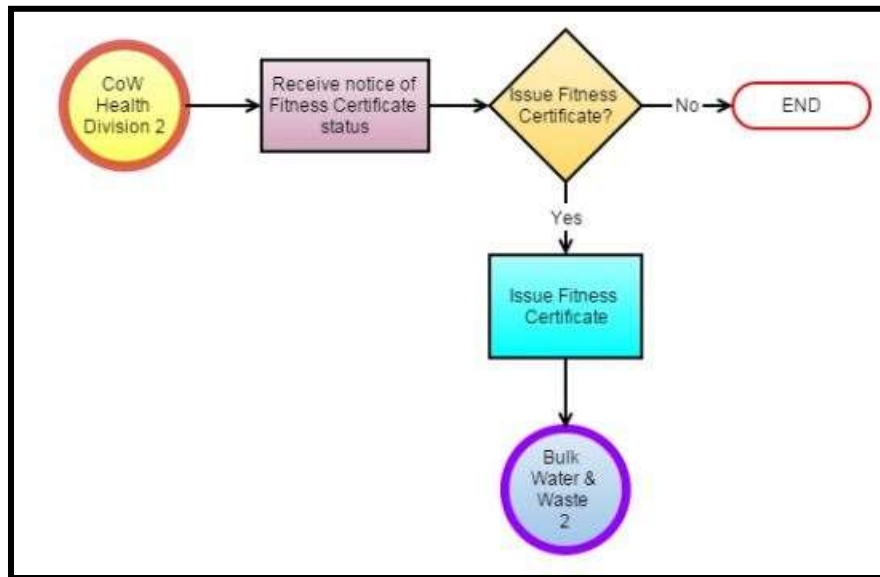 CoW
Health
Division 2
Receive notice of
Fitness Certificate
status
Issue Fitness
Certificate?
No
END
Yes
Issue Fitness
Certificate
Bulk
Water &
Waste
2